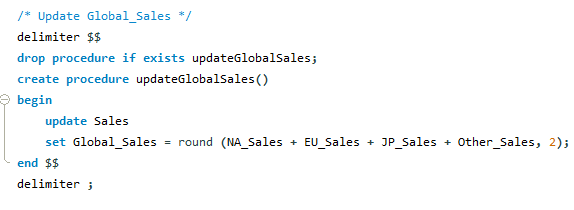 /* Update Global_Sales */
delimiter $$
drop procedure if exists updateGlobalSales;
create procedure updateGlobalSales()
begin
    update Sales
    set Global_Sales = round (NA_Sales + EU_Sales + JP_Sales + Other_Sales, 2);
end $$
delimiter ;